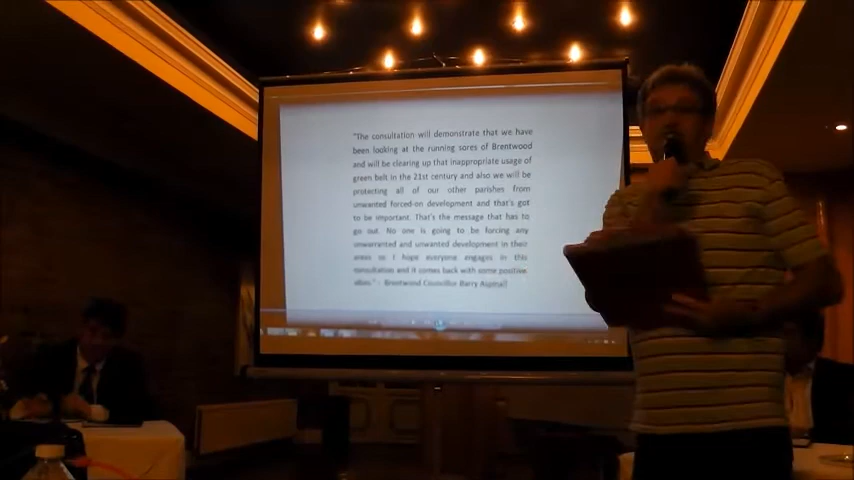 "The consultation will demonstrate that we have
been looking at the running sores of Brentwood
and will be clearing up that inappropriate usage of
green belt in the 21st century and also we will be
protecting all of our other parishes from
unwanted forced-on development and that's got
to be important. That's the message that has to
go out. No one is going to be forcing any
unwarranted and unwanted development in their
areas so I hope everyone engages in this
consultation and it comes back with some positive
ideas." - Brentwood Councillor Barry Aspinall